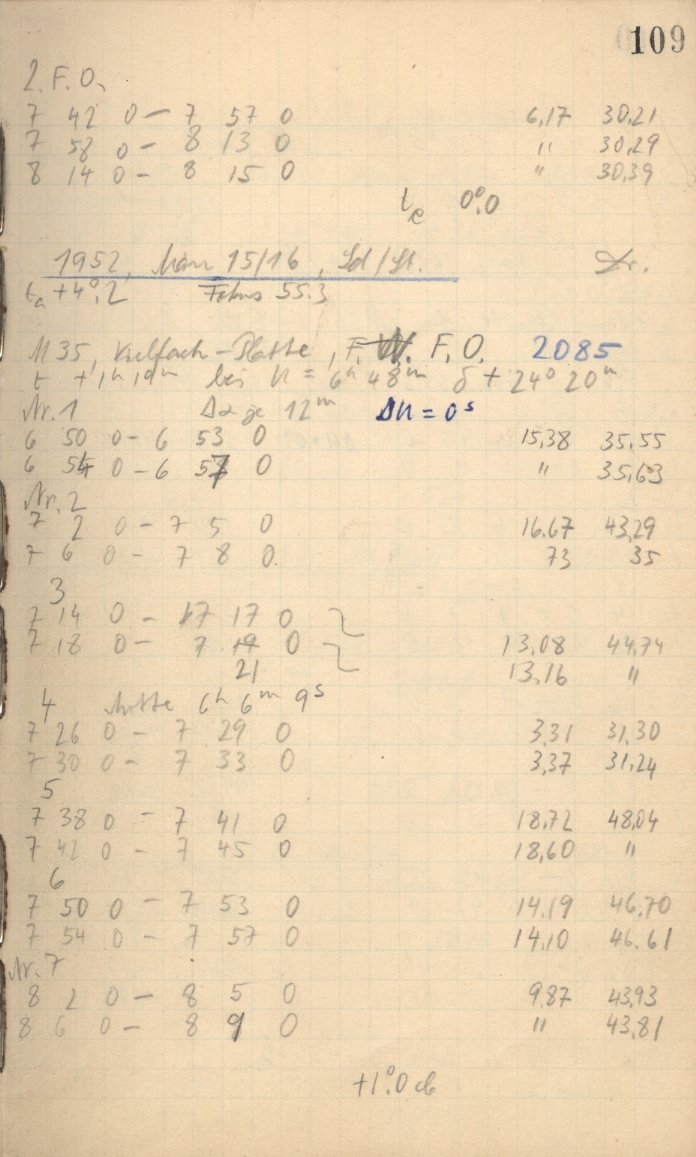 109
2. F. O.
7 42 0 - 7 57 0 6,17 30,21
7 58 0 - 8 13 0 " 30,29
8 14 0 - 8 15 0 " 30,39
te 0°,0
1952, März 15/16, Sd/St. Dr.
ta +4°,2 Fokus 55.3
M 35, Vielfach-Platte, F. W. F. O. 2085
t +1h 19m bei U = 6h 48m δ + 24° 20m
Nr. 1 Δα je 12m ΔU = 0s
6 50 0 - 6 53 0 15,38 35,55
6 54 0 - 6 57 0 " 35,63
Nr. 2
7 2 0 - 7 5 0 16,67 43,29
7 6 0 - 7 8 0 73 35
3
7 14 0 - 7 17 0
7 18 0 - 7 19 0 13,08 44,74
21 13,16 "
4 Mitte 6h 6m 9s
7 26 0 - 7 29 0 3,31 31,30
7 30 0 - 7 33 0 3,37 31,24
5
7 38 0 - 7 41 0 18,72 48,04
7 42 0 - 7 45 0 18,60 "
6
7 50 0 - 7 53 0 14,19 46,70
7 54 0 - 7 57 0 14,10 46,61
Nr. 7
8 2 0 - 8 5 0 9,87 43,93
8 6 0 - 8 9 0 " 43,81
+1°,0